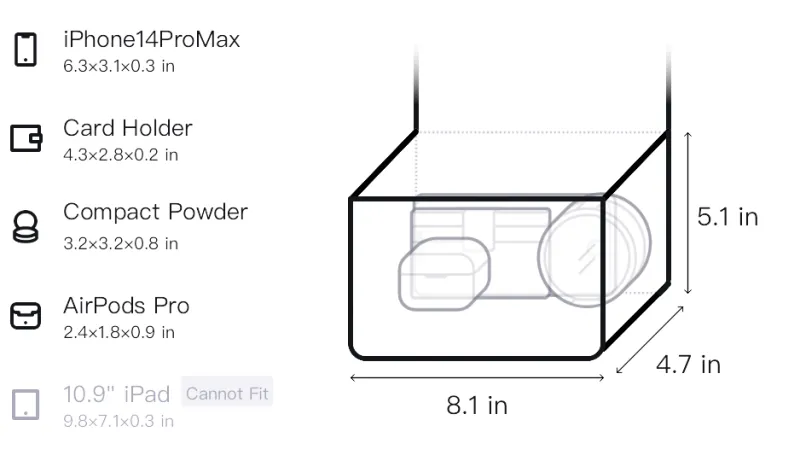 iPhone14ProMax
6.3×3.1×0.3 in
Card Holder
4.3×2.8×0.2 in
Compact Powder
3.2×3.2×0.8 in
AirPods Pro
2.4×1.8×0.9 in
10.9" iPad Cannot Fit
9.8×7.1×0.3 in
5.1 in
4.7 in
8.1 in